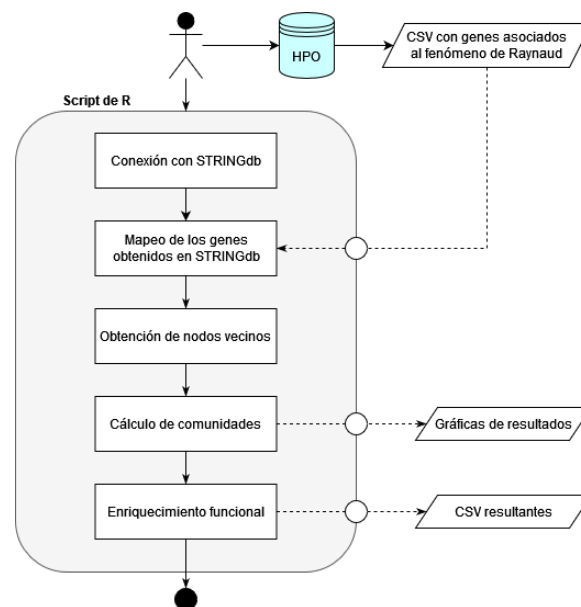 HPO
CSV con genes asociados
al fenómeno de Raynaud
Script de R
Conexión con STRINGdb
Mapeo de los genes
obtenidos en STRINGdb
Obtención de nodos vecinos
Cálculo de comunidades
Gráficas de resultados
Enriquecimiento funcional
CSV resultantes